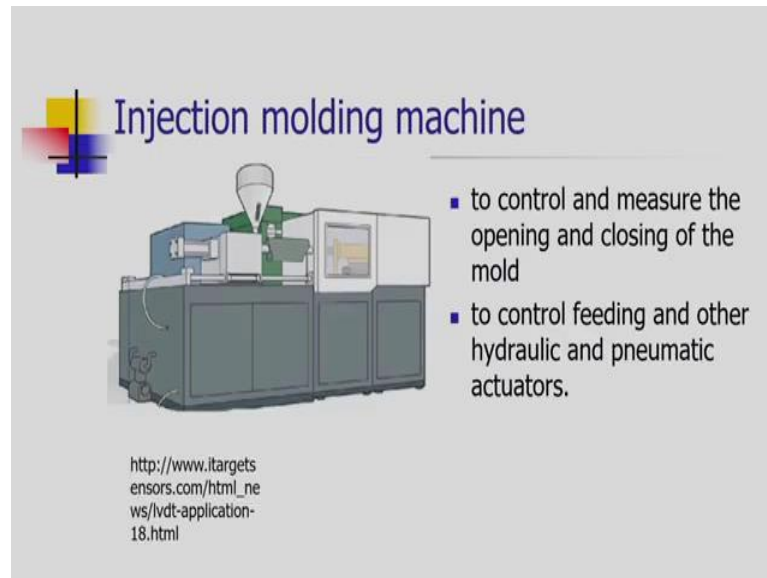 Injection molding machine
to control and measure the
opening and closing of the
mold
to control feeding and other
hydraulic and pneumatic
actuators.
http://www.itargets
ensors.com/html_ne
ws/lvdt-application-
18.html